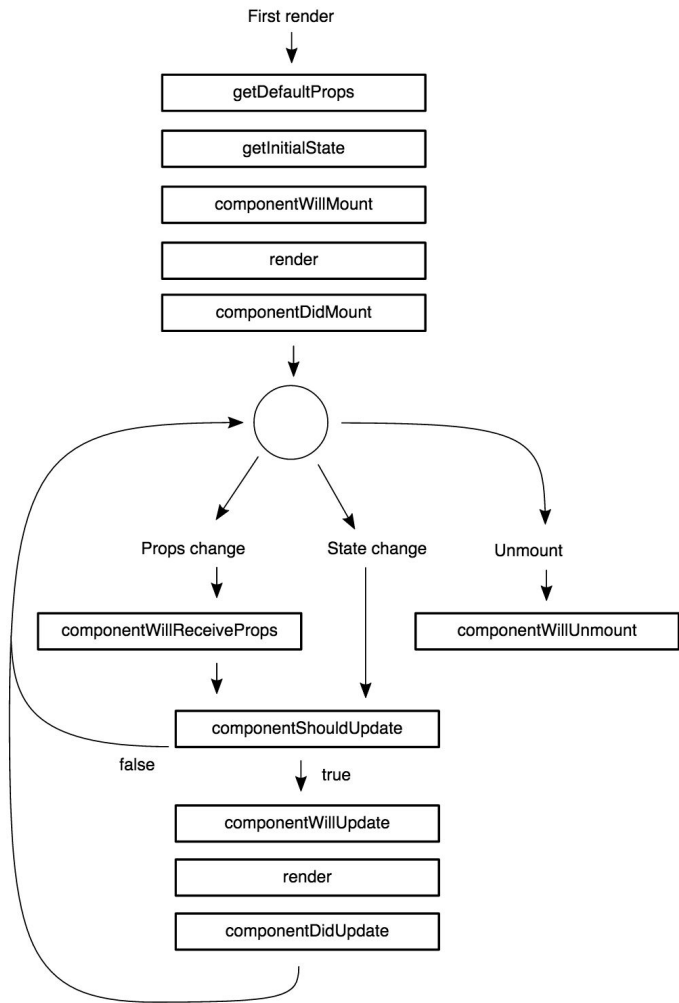 First render
getDefaultProps
getInitialState
componentWillMount
render
componentDidMount
Props change
State change
Unmount
componentWillReceiveProps
componentWillUnmount
componentShouldUpdate
false
true
componentWillUpdate
render
componentDidUpdate